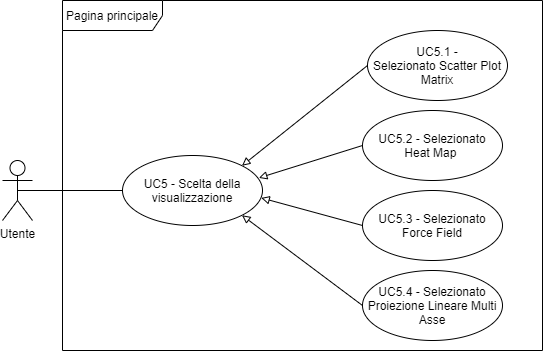 Pagina principale
UC5.1 -
Selezionato Scatter Plot
Matrix
UC5.2 - Selezionato
Heat Map
UC5 - Scelta della
visualizzazione
UC5.3 - Selezionato
Force Field
Utente
UC5.4 - Selezionato
Proiezione Lineare Multi
Asse